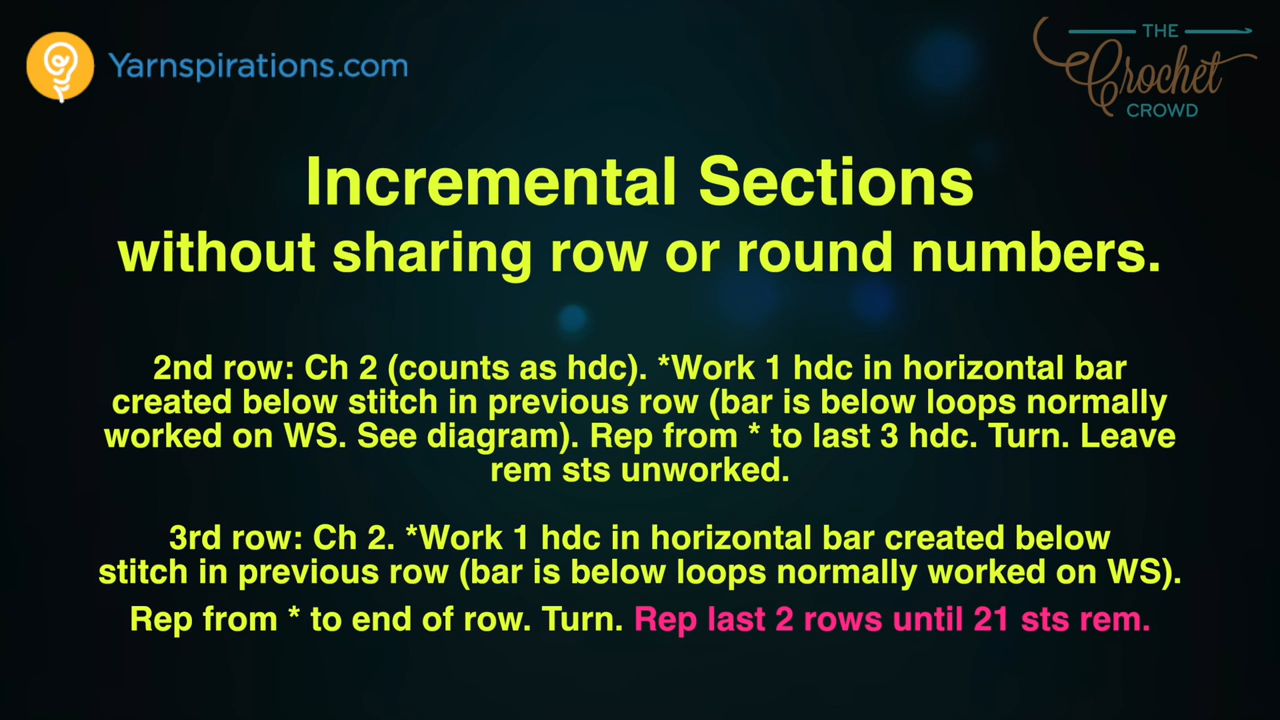 Yarnspirations.com
THE
Crochet
CROWD
Incremental Sections
without sharing row or round numbers.
2nd row: Ch 2 (counts as hdc). *Work 1 hdc in horizontal bar
created below stitch in previous row (bar is below loops normally
worked on WS. See diagram). Rep from * to last 3 hdc. Turn. Leave
rem sts unworked.
3rd row: Ch 2. *Work 1 hdc in horizontal bar created below
stitch in previous row (bar is below loops normally worked on WS).
Rep from * to end of row. Turn. Rep last 2 rows until 21 sts rem.